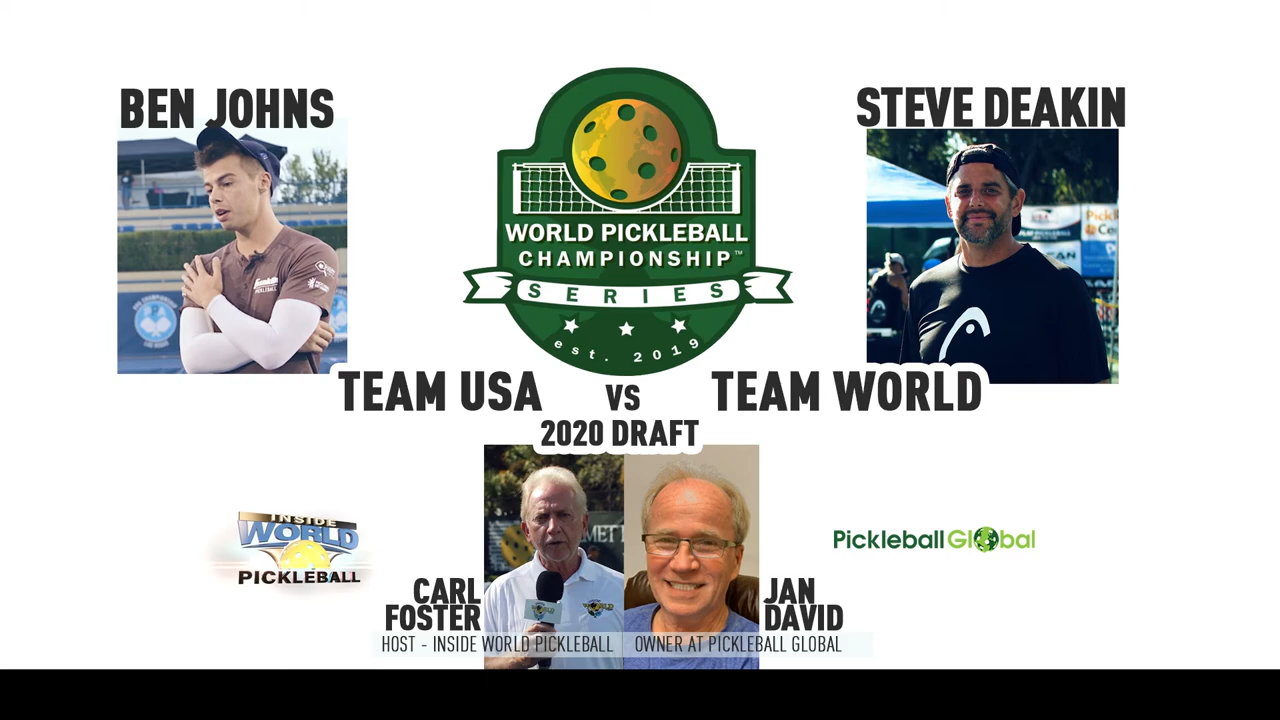 BEN JOHNS
STEVE DEAKIN
WORLD PICKLEBALL
CHAMPIONSHIP™
SERIES
est. 2019
TEAM USA VS TEAM WORLD
2020 DRAFT
INSIDE
WORLD
PICKLEBALL
Pickleball Global
CARL
FOSTER
JAN
DAVID
HOST - INSIDE WORLD PICKLEBALL
OWNER AT PICKLEBALL GLOBAL